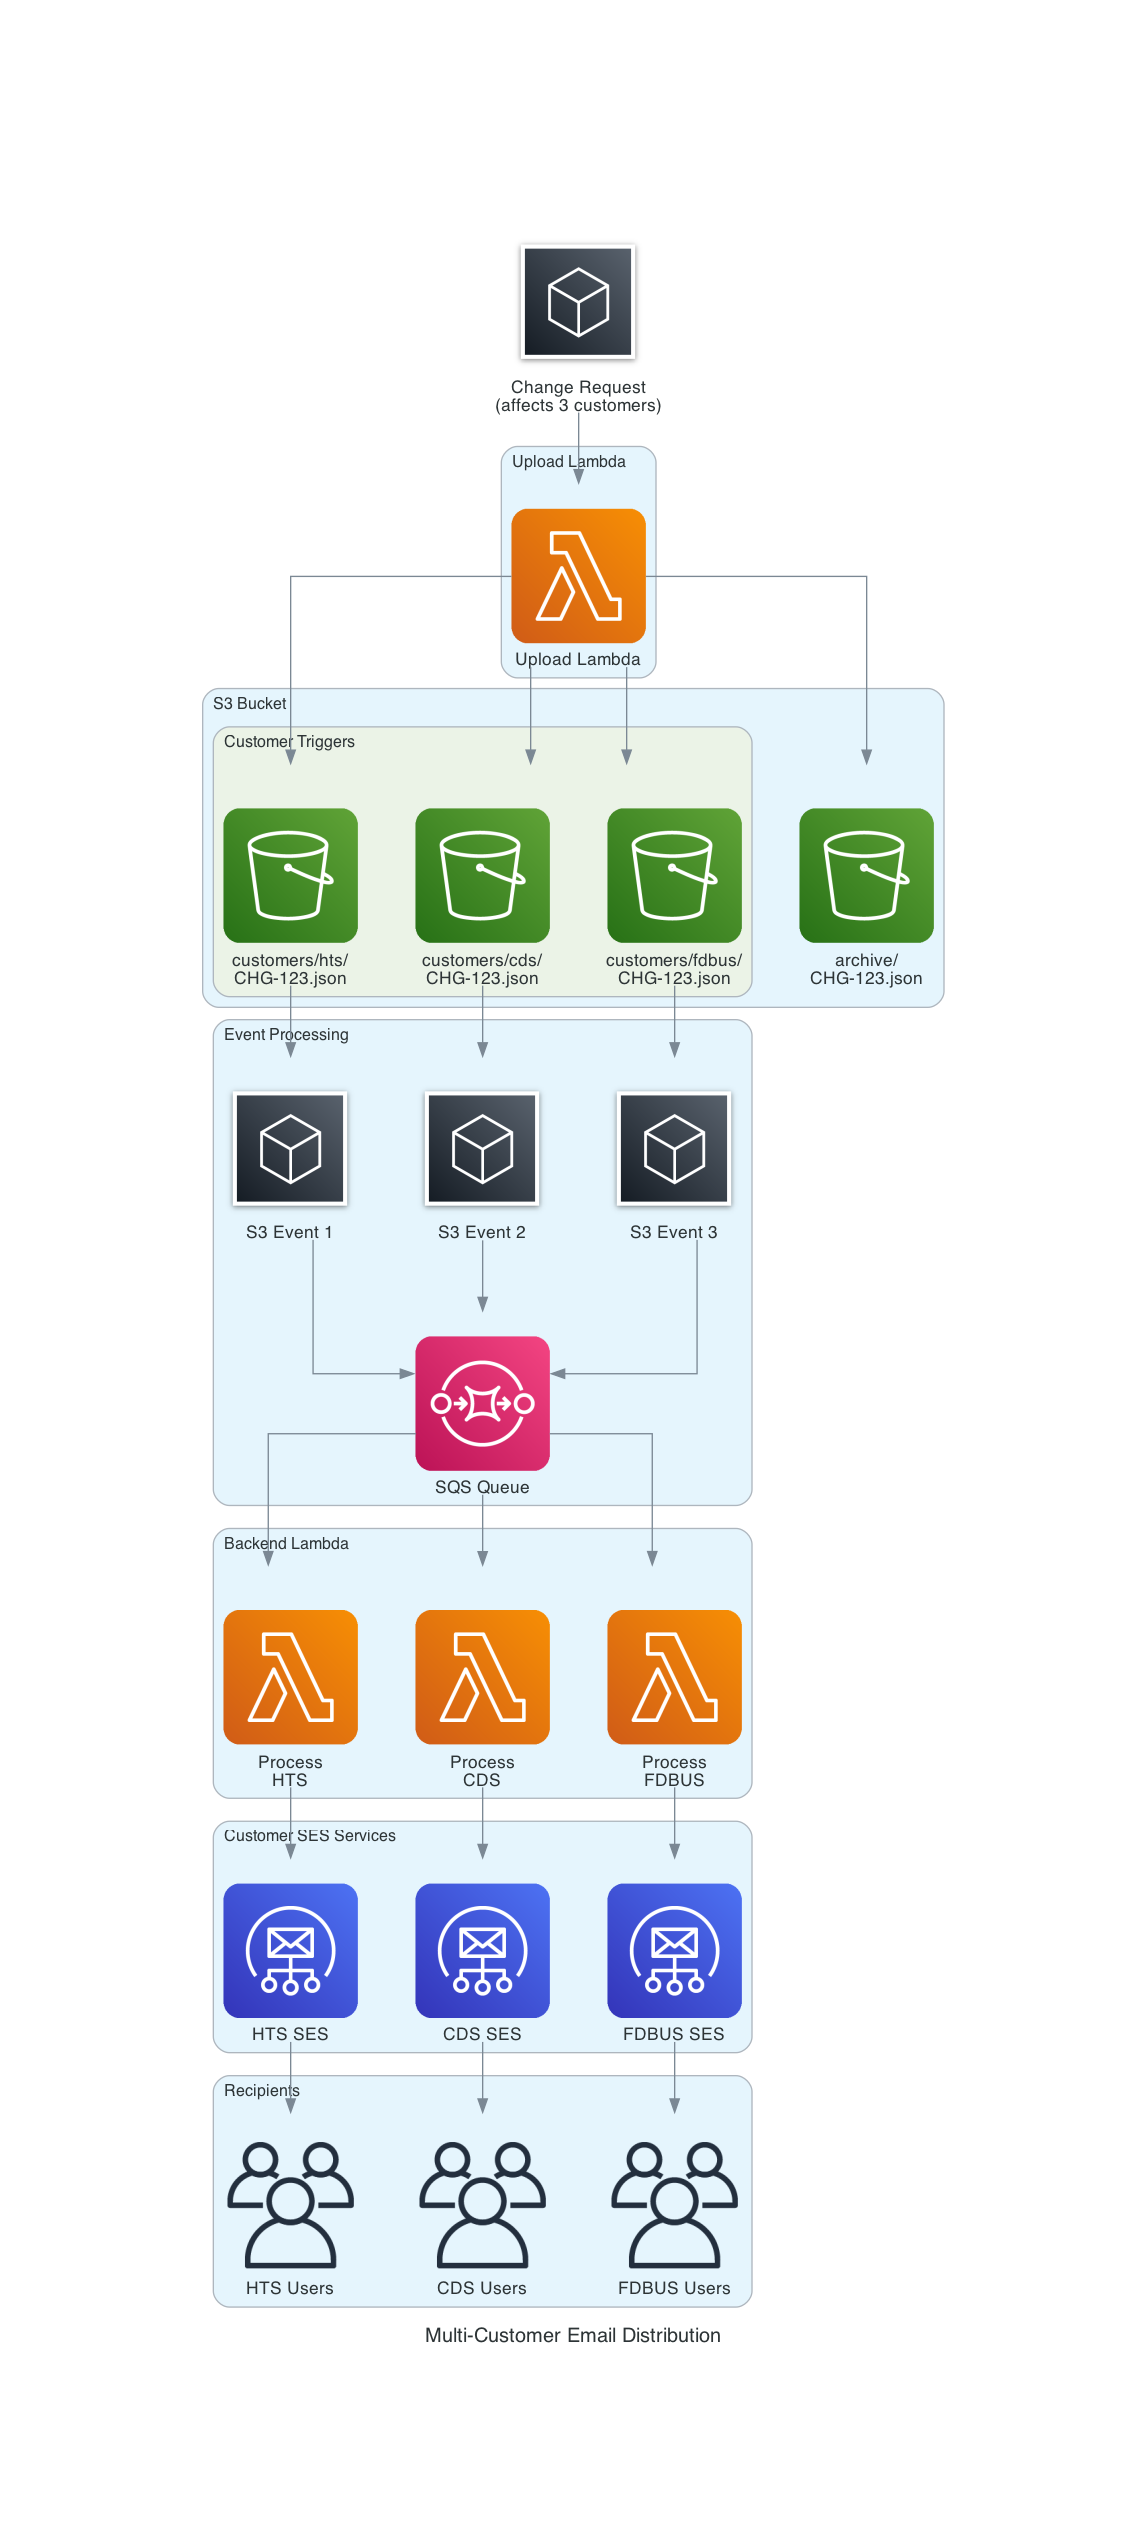 Change Request
(affects 3 customers)
Upload Lambda
Upload Lambda
S3 Bucket
Customer Triggers
customers/hts/
CHG-123.json
customers/cds/
CHG-123.json
customers/fdbus/
CHG-123.json
archive/
CHG-123.json
Event Processing
S3 Event 1
S3 Event 2
S3 Event 3
SQS Queue
Backend Lambda
Process
HTS
Process
CDS
Process
FDBUS
Customer SES Services
HTS SES
CDS SES
FDBUS SES
Recipients
HTS Users
CDS Users
FDBUS Users
Multi-Customer Email Distribution